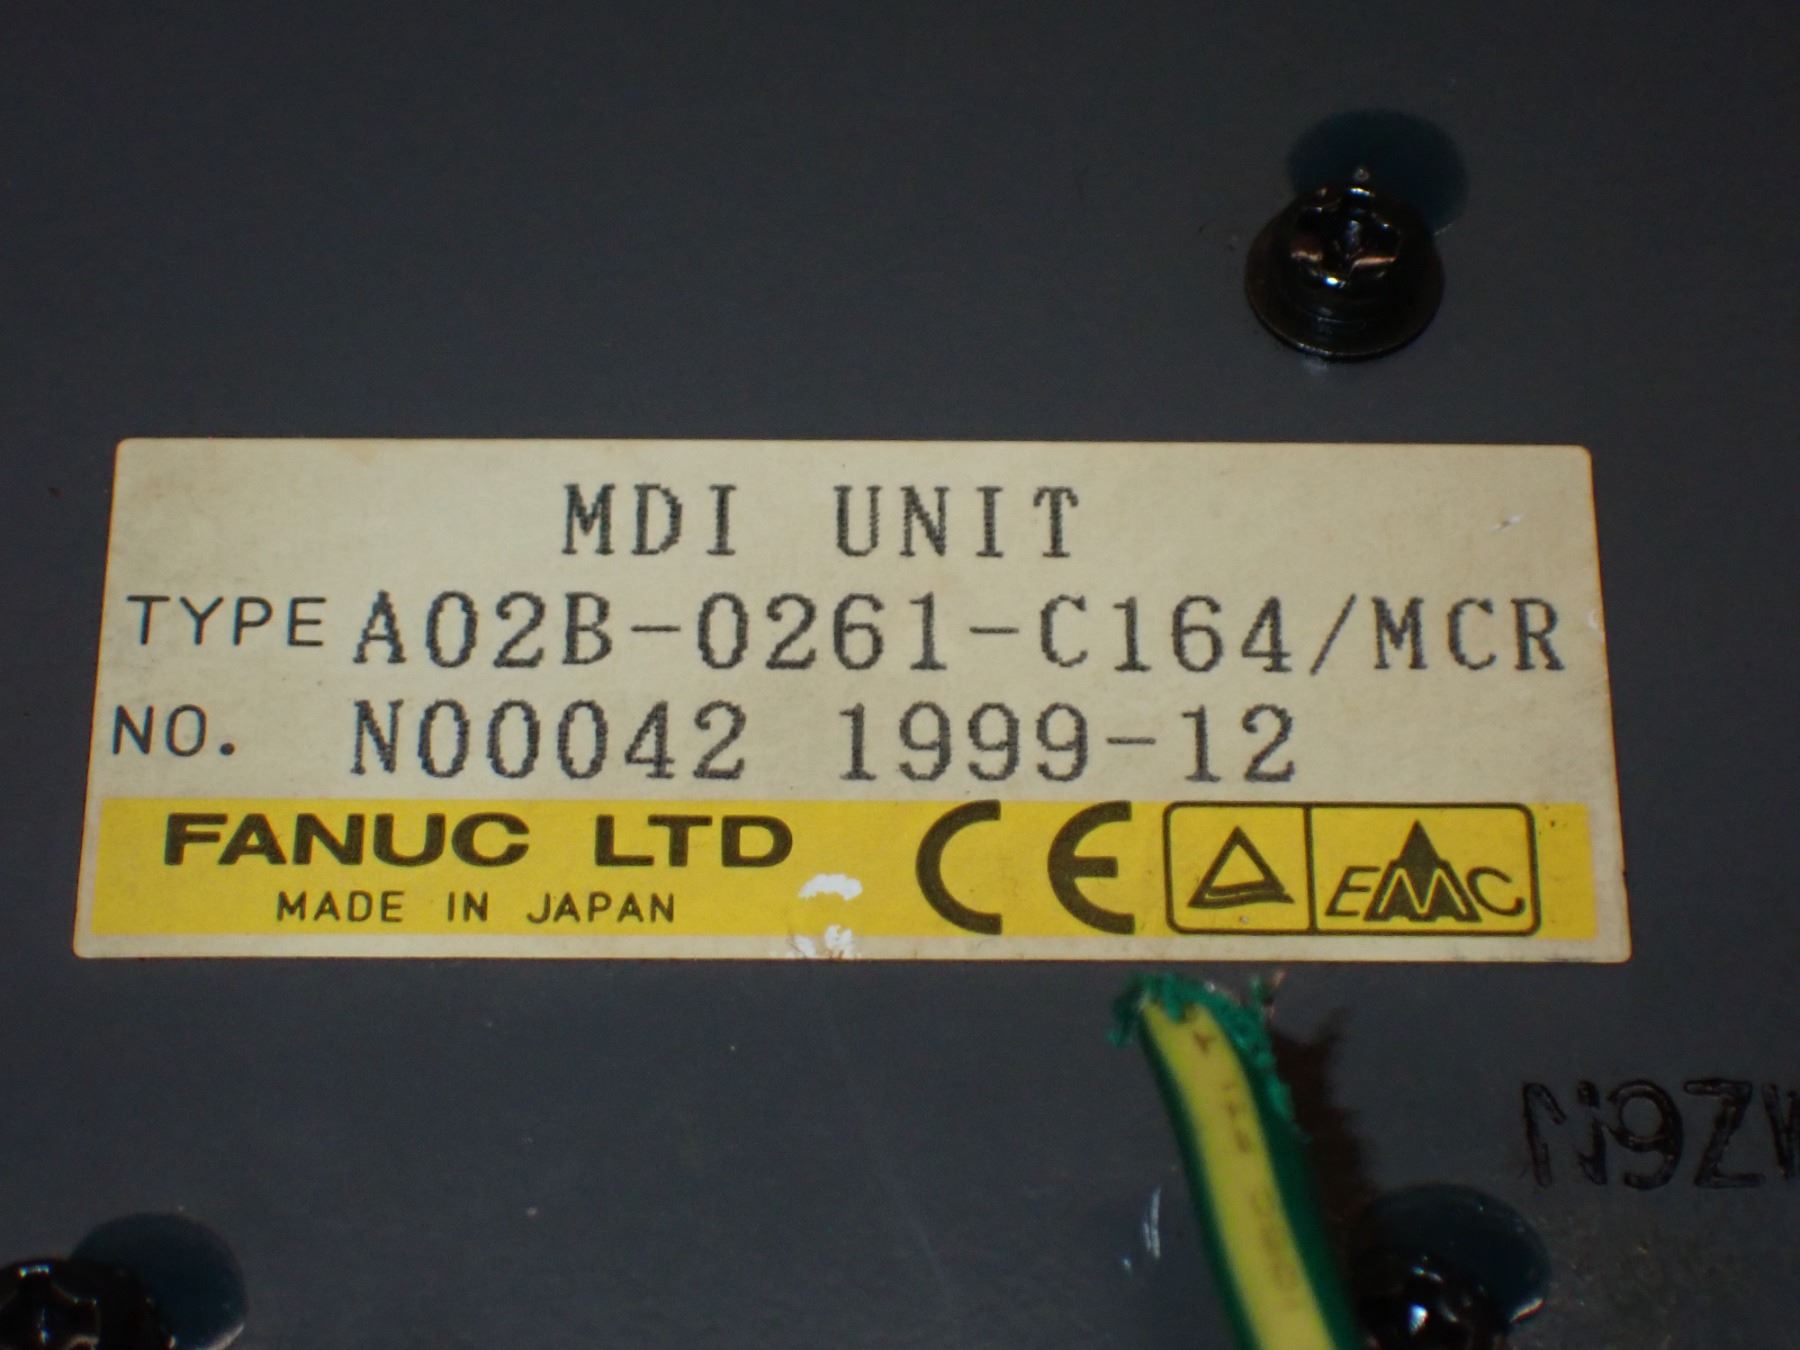 MDI UNIT
TYPE A02B-0261-C164/MCR
NO. N00042 1999-12
FANUC LTD CE EMC
MADE IN JAPAN